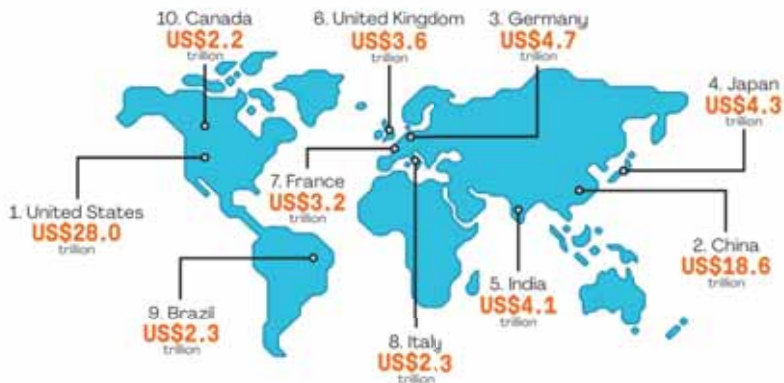 10. Canada
US$2.2
trillion
6. United Kingdom
US$3.6
trillion
3. Germany
US$4.7
trillion
4. Japan
US$4.3
trillion
7. France
US$3.2
trillion
1. United States
US$28.0
trillion
2. China
US$18.6
trillion
5. India
US$4.1
trillion
9. Brazil
US$2.3
trillion
8. Italy
US$2.3
trillion